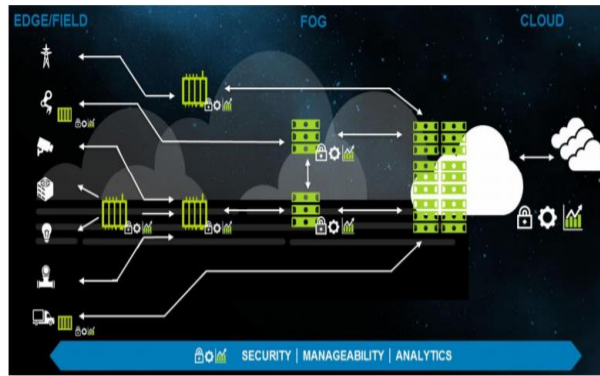 EDGE/FIELD FOG CLOUD
SECURITY | MANAGEABILITY | ANALYTICS